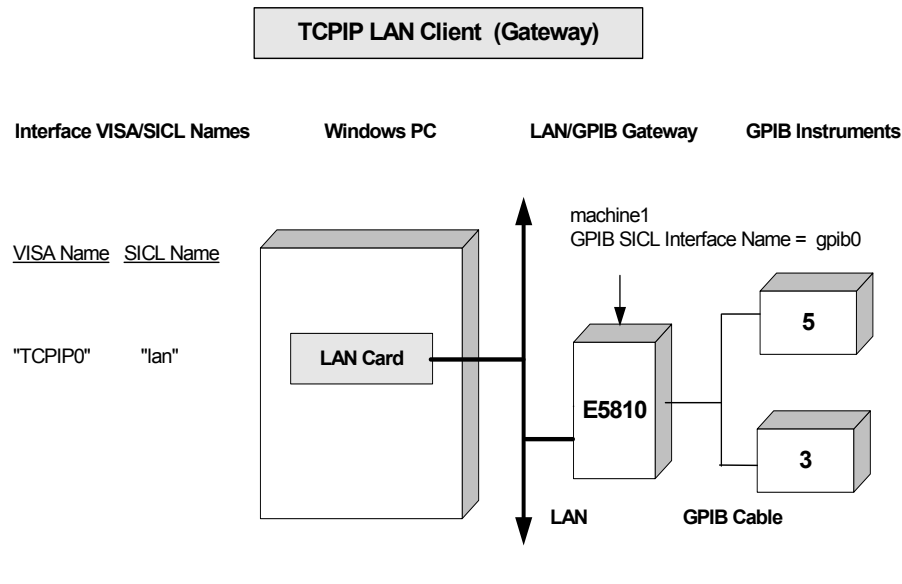 TCPIP LAN Client (Gateway)
Interface VISA/SICL Names
Windows PC
LAN/GPIB Gateway
GPIB Instruments
machine1
GPIB SICL Interface Name = gpib0
VISA Name SICL Name
5
"TCPIP0" "lan"
LAN Card
E5810
3
LAN
GPIB Cable